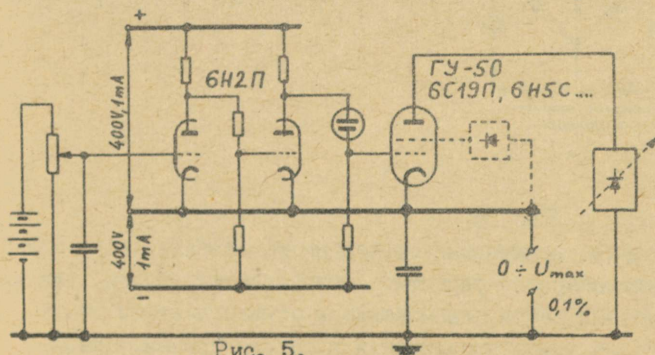 +
400V, 1mA
6Н2П
ГУ-50
6С19П, 6Н5С....
400V
1mA
-
0 ÷ Umax
0,1%
Рис. 5.